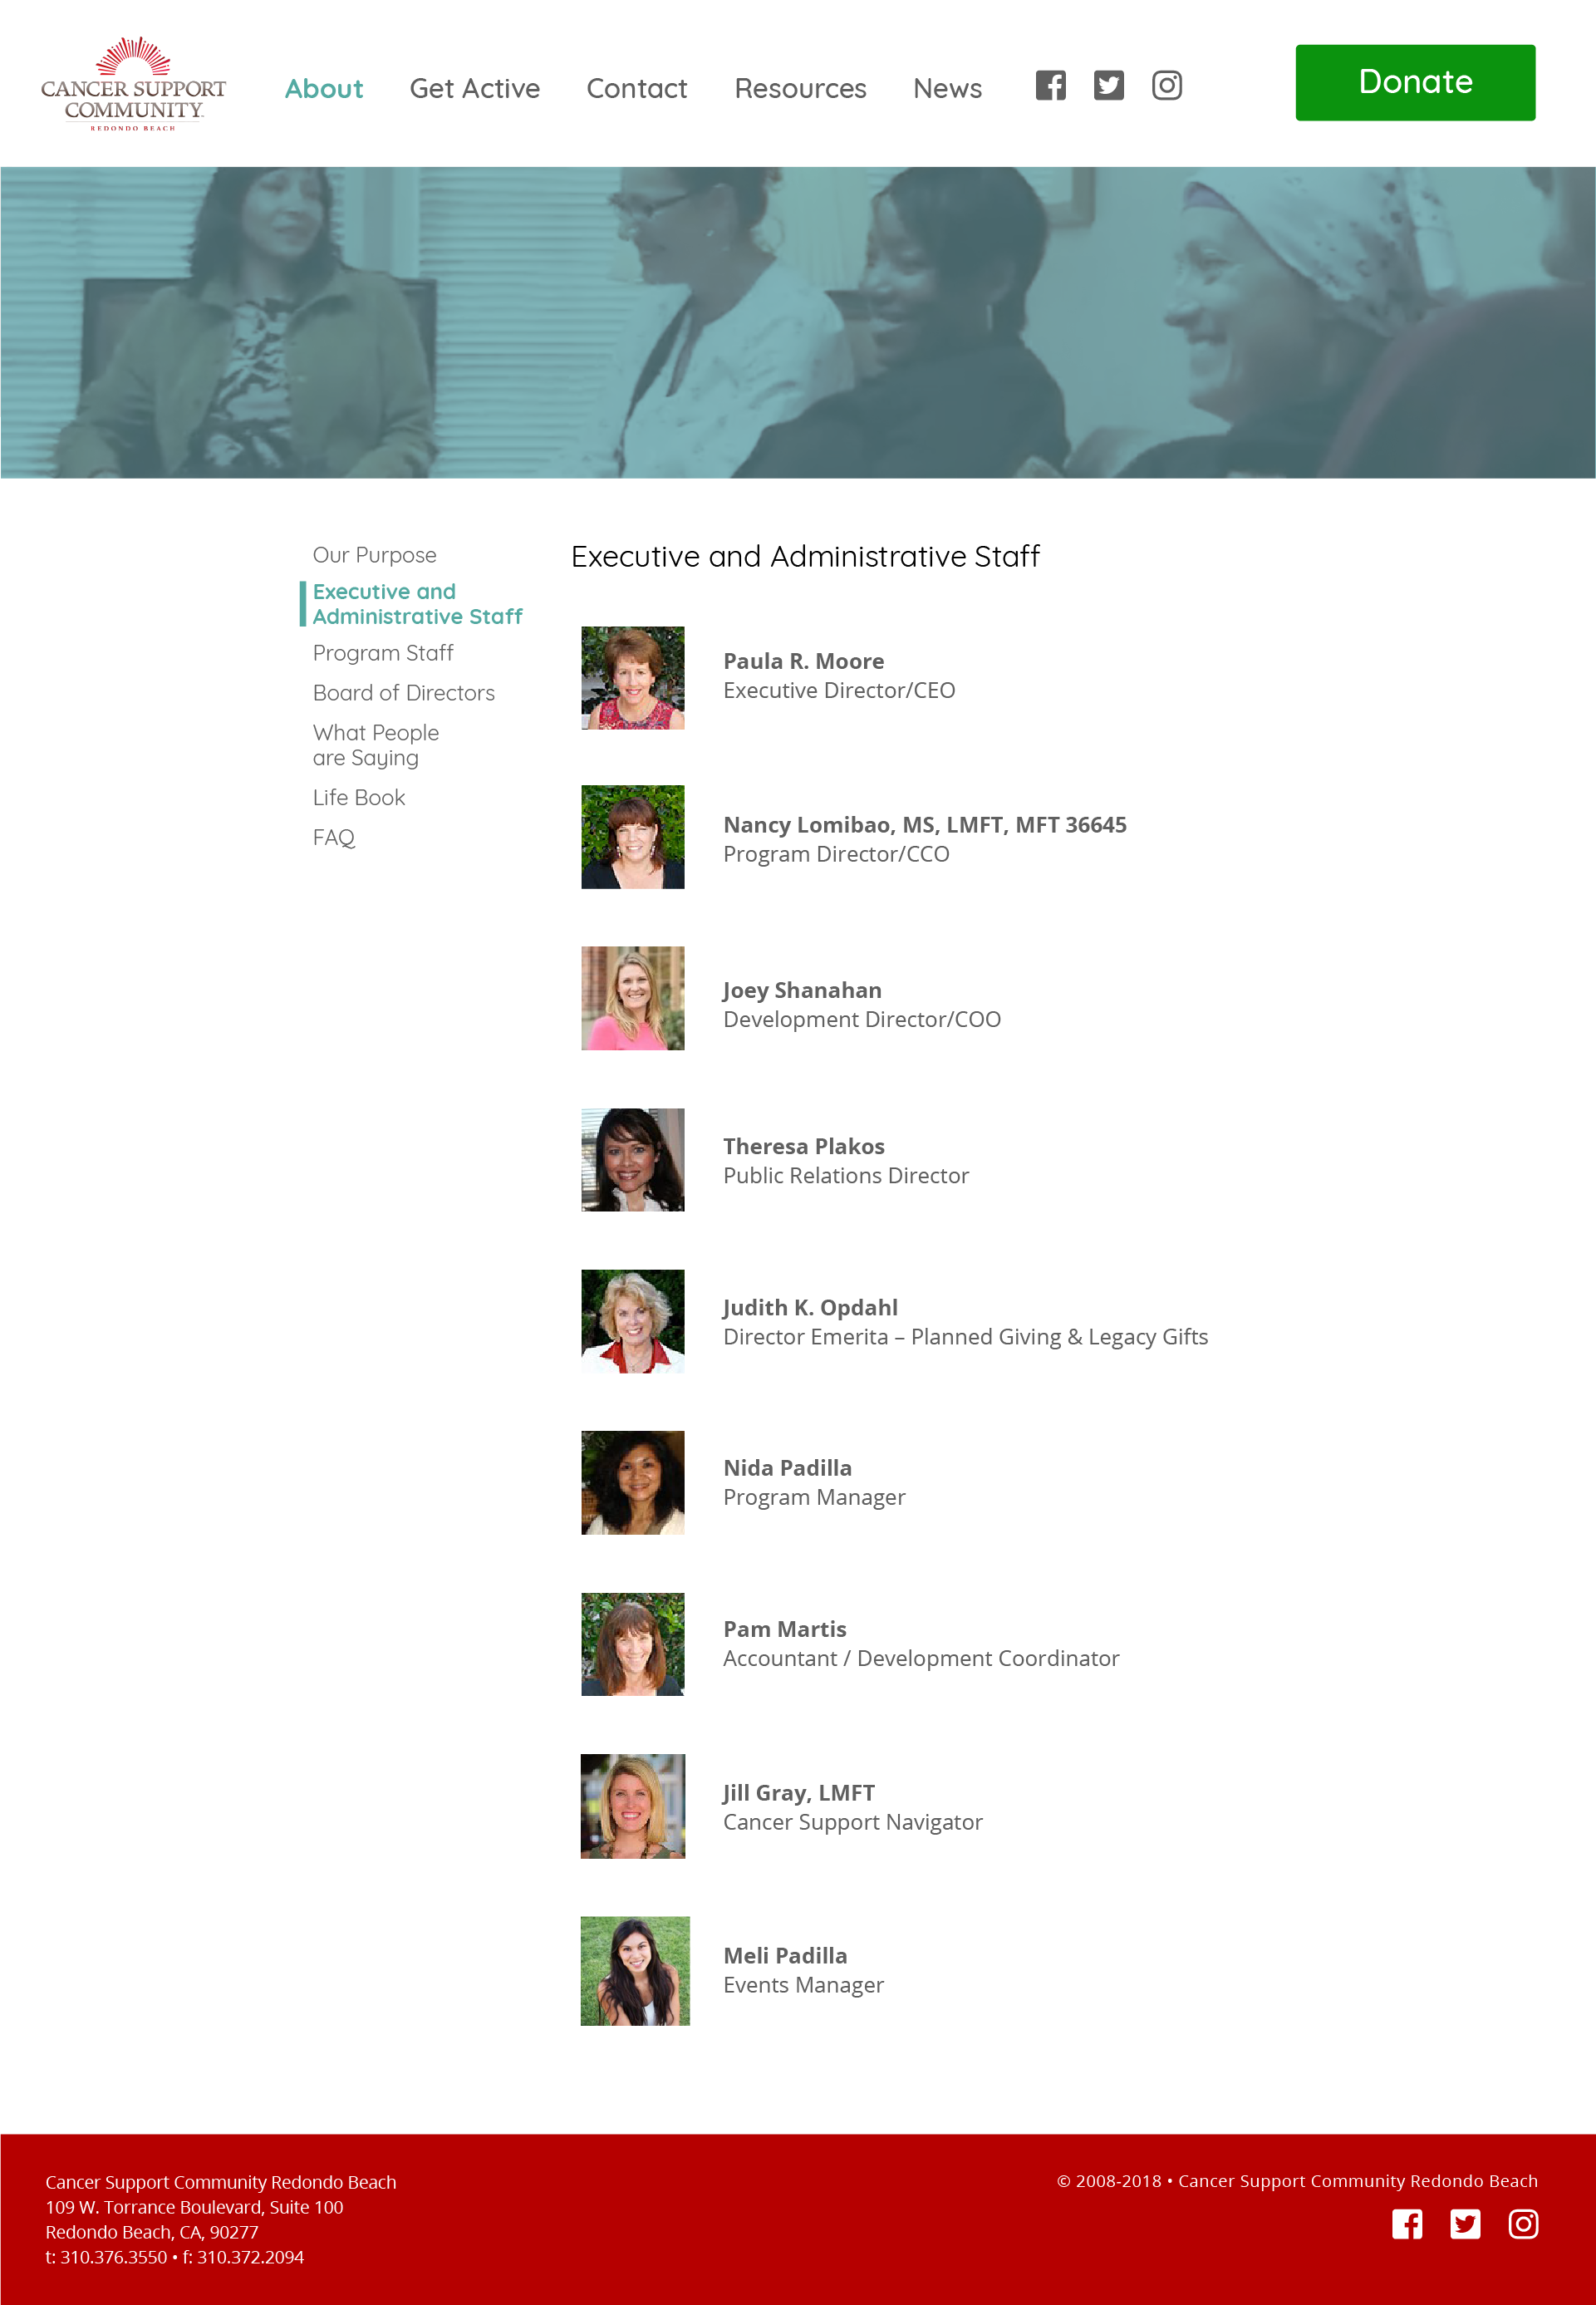 CANCER SUPPORT
COMMUNITY
REDONDO BEACH
About Get Active Contact Resources News
Donate
Our Purpose
Executive and
Administrative Staff
Program Staff
Board of Directors
What People
are Saying
Life Book
FAQ
Executive and Administrative Staff
Paula R. Moore
Executive Director/CEO
Nancy Lomibao, MS, LMFT, MFT 36645
Program Director/CCO
Joey Shanahan
Development Director/COO
Theresa Plakos
Public Relations Director
Judith K. Opdahl
Director Emerita – Planned Giving & Legacy Gifts
Nida Padilla
Program Manager
Pam Martis
Accountant / Development Coordinator
Jill Gray, LMFT
Cancer Support Navigator
Meli Padilla
Events Manager
Cancer Support Community Redondo Beach
109 W. Torrance Boulevard, Suite 100
Redondo Beach, CA, 90277
t: 310.376.3550 • f: 310.372.2094
© 2008-2018 • Cancer Support Community Redondo Beach